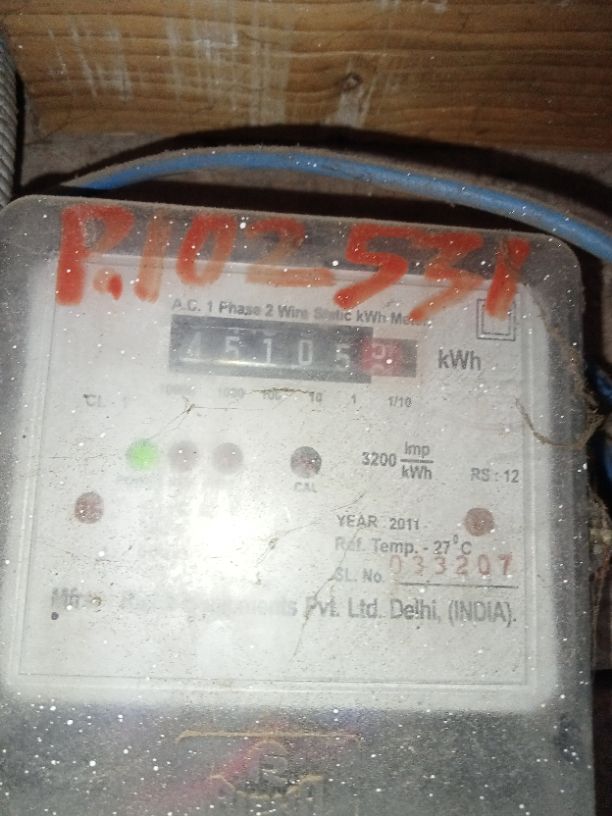 P.102531
A.C. 1 Phase 2 Wire Static kWh Meter
45105
kWh
CL. 1000 100 10 1 1/10
CAL
3200 Imp/kWh
RS : 12
YEAR 2011
Ref. Temp. - 27°C
SL. No. 033207
Pvt. Ltd. Delhi, (INDIA).